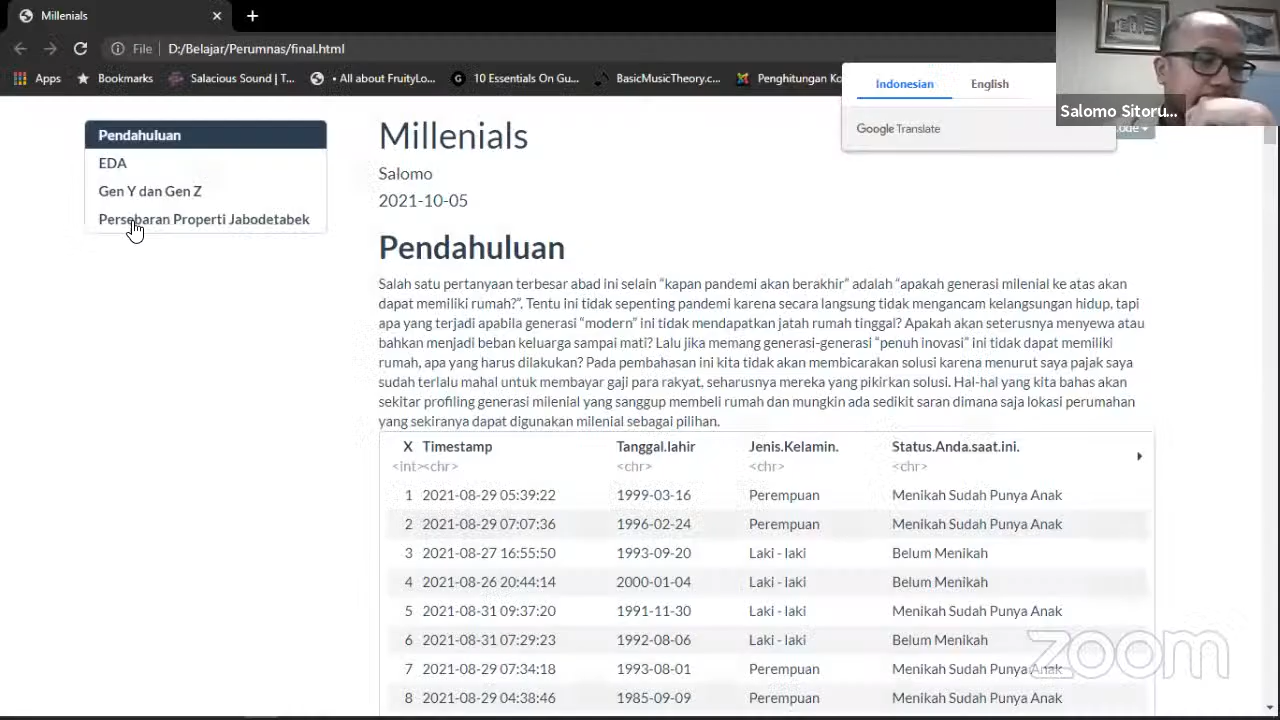 Millenials
File
D:/Belajar/Perumnas/final.html
Apps
Bookmarks
Salacious Sound | T...
• All about FruityLo...
10 Essentials On Gu...
BasicMusicTheory.c...
Penghitungan Ko
Indonesian
English
Google Translate
Salomo Sitoru...
Pendahuluan
EDA
Gen Y dan Gen Z
Persebaran Properti Jabodetabek
Millenials
Salomo
2021-10-05
Pendahuluan
Salah satu pertanyaan terbesar abad ini selain “kapan pandemi akan berakhir” adalah “apakah generasi milenial ke atas akan
dapat memiliki rumah?”. Tentu ini tidak sepenting pandemi karena secara langsung tidak mengancam kelangsungan hidup, tapi
apa yang terjadi apabila generasi “modern” ini tidak mendapatkan jatah rumah tinggal? Apakah akan seterusnya menyewa atau
bahkan menjadi beban keluarga sampai mati? Lalu jika memang generasi-generasi “penuh inovasi” ini tidak dapat memiliki
rumah, apa yang harus dilakukan? Pada pembahasan ini kita tidak akan membicarakan solusi karena menurut saya pajak saya
sudah terlalu mahal untuk membayar gaji para rakyat, seharusnya mereka yang pikirkan solusi. Hal-hal yang kita bahas akan
sekitar profiling generasi milenial yang sanggup membeli rumah dan mungkin ada sedikit saran dimana saja lokasi perumahan
yang sekiranya dapat digunakan milenial sebagai pilihan.
X Timestamp Tanggal.lahir Jenis.Kelamin. Status.Anda.saat.ini.
<int> <chr> <chr> <chr> <chr>
1 2021-08-29 05:39:22 1999-03-16 Perempuan Menikah Sudah Punya Anak
2 2021-08-29 07:07:36 1996-02-24 Perempuan Menikah Sudah Punya Anak
3 2021-08-27 16:55:50 1993-09-20 Laki - laki Belum Menikah
4 2021-08-26 20:44:14 2000-01-04 Laki - laki Belum Menikah
5 2021-08-31 09:37:20 1991-11-30 Laki - laki Menikah Sudah Punya Anak
6 2021-08-31 07:29:23 1992-08-06 Laki - laki Belum Menikah
7 2021-08-29 07:34:18 1993-08-01 Perempuan Menikah Sudah Punya Anak
8 2021-08-29 04:38:46 1985-09-09 Perempuan Menikah Sudah Punya Anak
zoom